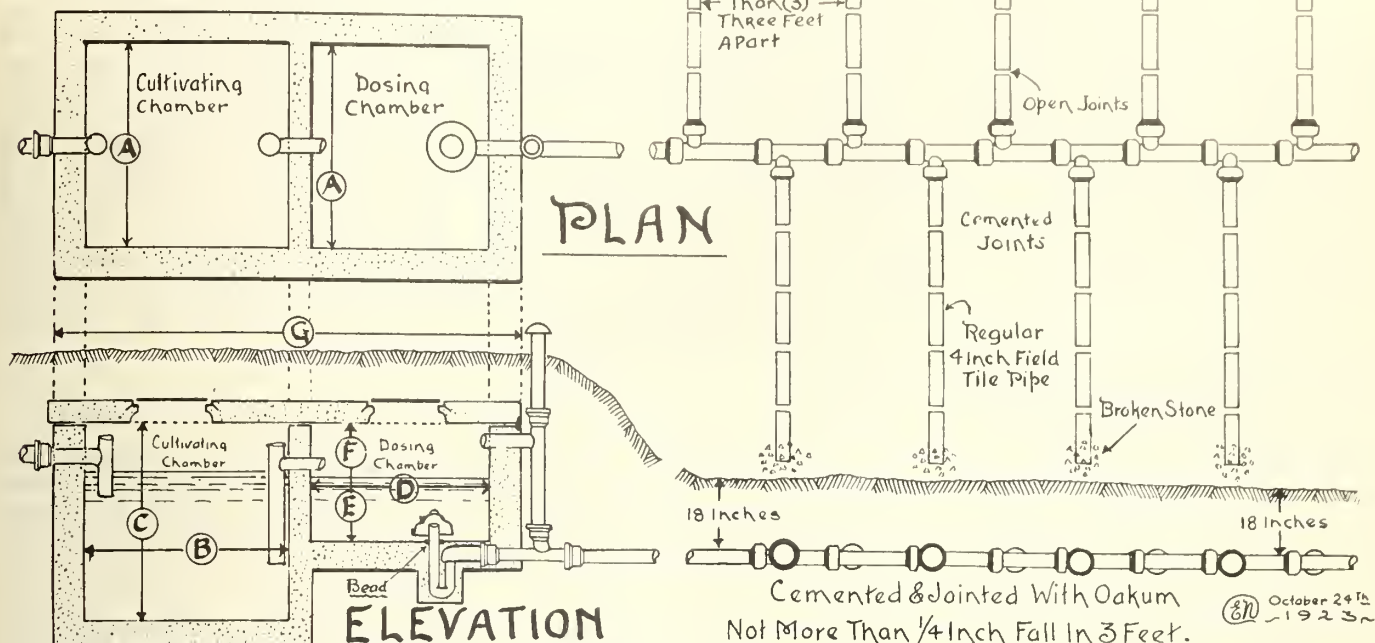 Than (3)
Three Feet
Apart
Cultivating
Chamber
Dosing
Chamber
A
A
Open Joints
PLAN
Cemented
Joints
G
Regular
4 Inch Field
Tile Pipe
Broken Stone
Cultivating
Chamber
F
Dosing
Chamber
D
E
C
B
18 Inches
18 Inches
Bead
ELEVATION
Cemented & Jointed With Oakum
Not More Than 1/4 Inch Fall In 3 Feet.
EN
October 24TH
~1923~